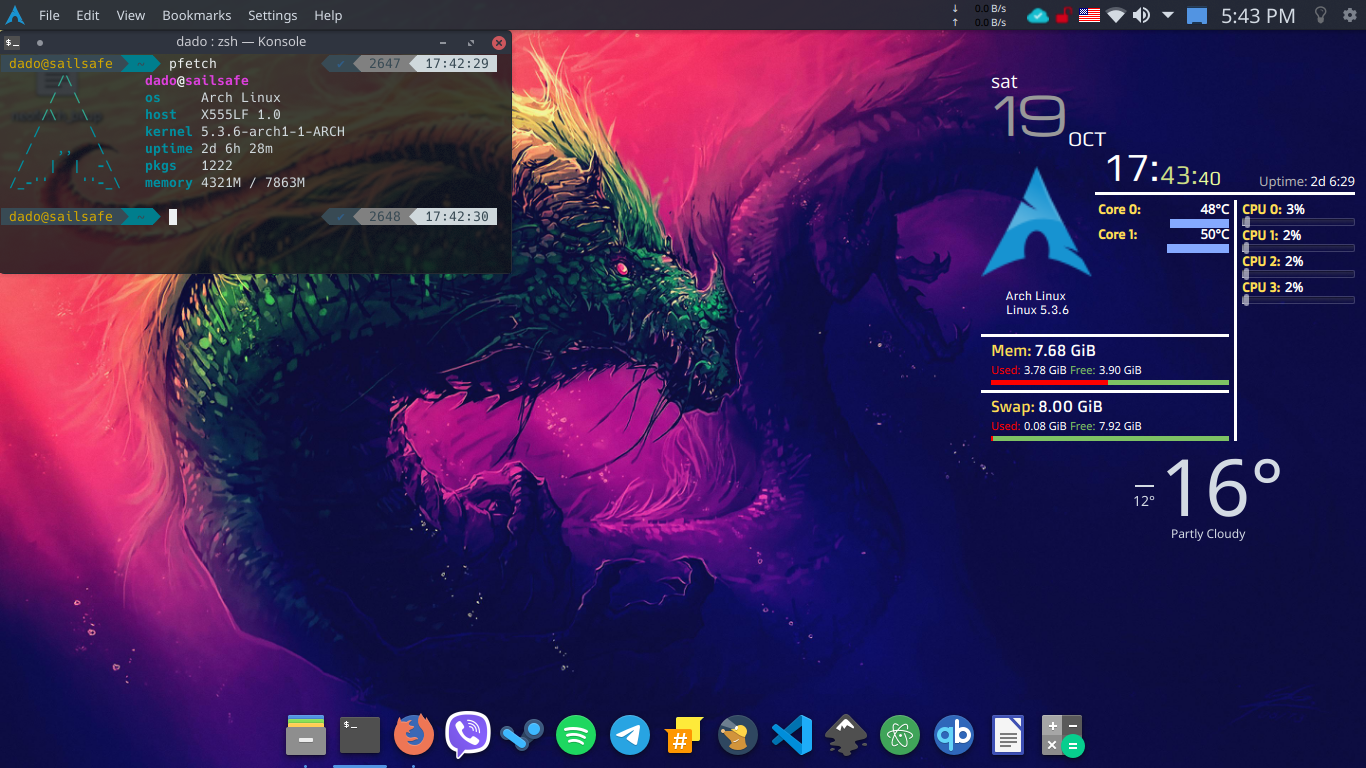 File Edit View Bookmarks Settings Help
↓ 0.0 B/s
↑ 0.0 B/s
5:43 PM
dado : zsh — Konsole
dado@sailsafe ~ pfetch ✓ 2647 17:42:29
dado@sailsafe
os Arch Linux
host X555LF 1.0
kernel 5.3.6-arch1-1-ARCH
uptime 2d 6h 28m
pkgs 1222
memory 4321M / 7863M
dado@sailsafe ~ ✓ 2648 17:42:30
sat
19 OCT
17:43:40
Uptime: 2d 6:29
Core 0: 48°C
Core 1: 50°C
CPU 0: 3%
CPU 1: 2%
CPU 2: 2%
CPU 3: 2%
Arch Linux
Linux 5.3.6
Mem: 7.68 GiB
Used: 3.78 GiB Free: 3.90 GiB
Swap: 8.00 GiB
Used: 0.08 GiB Free: 7.92 GiB
16°
—
12°
Partly Cloudy
$_
#
qb